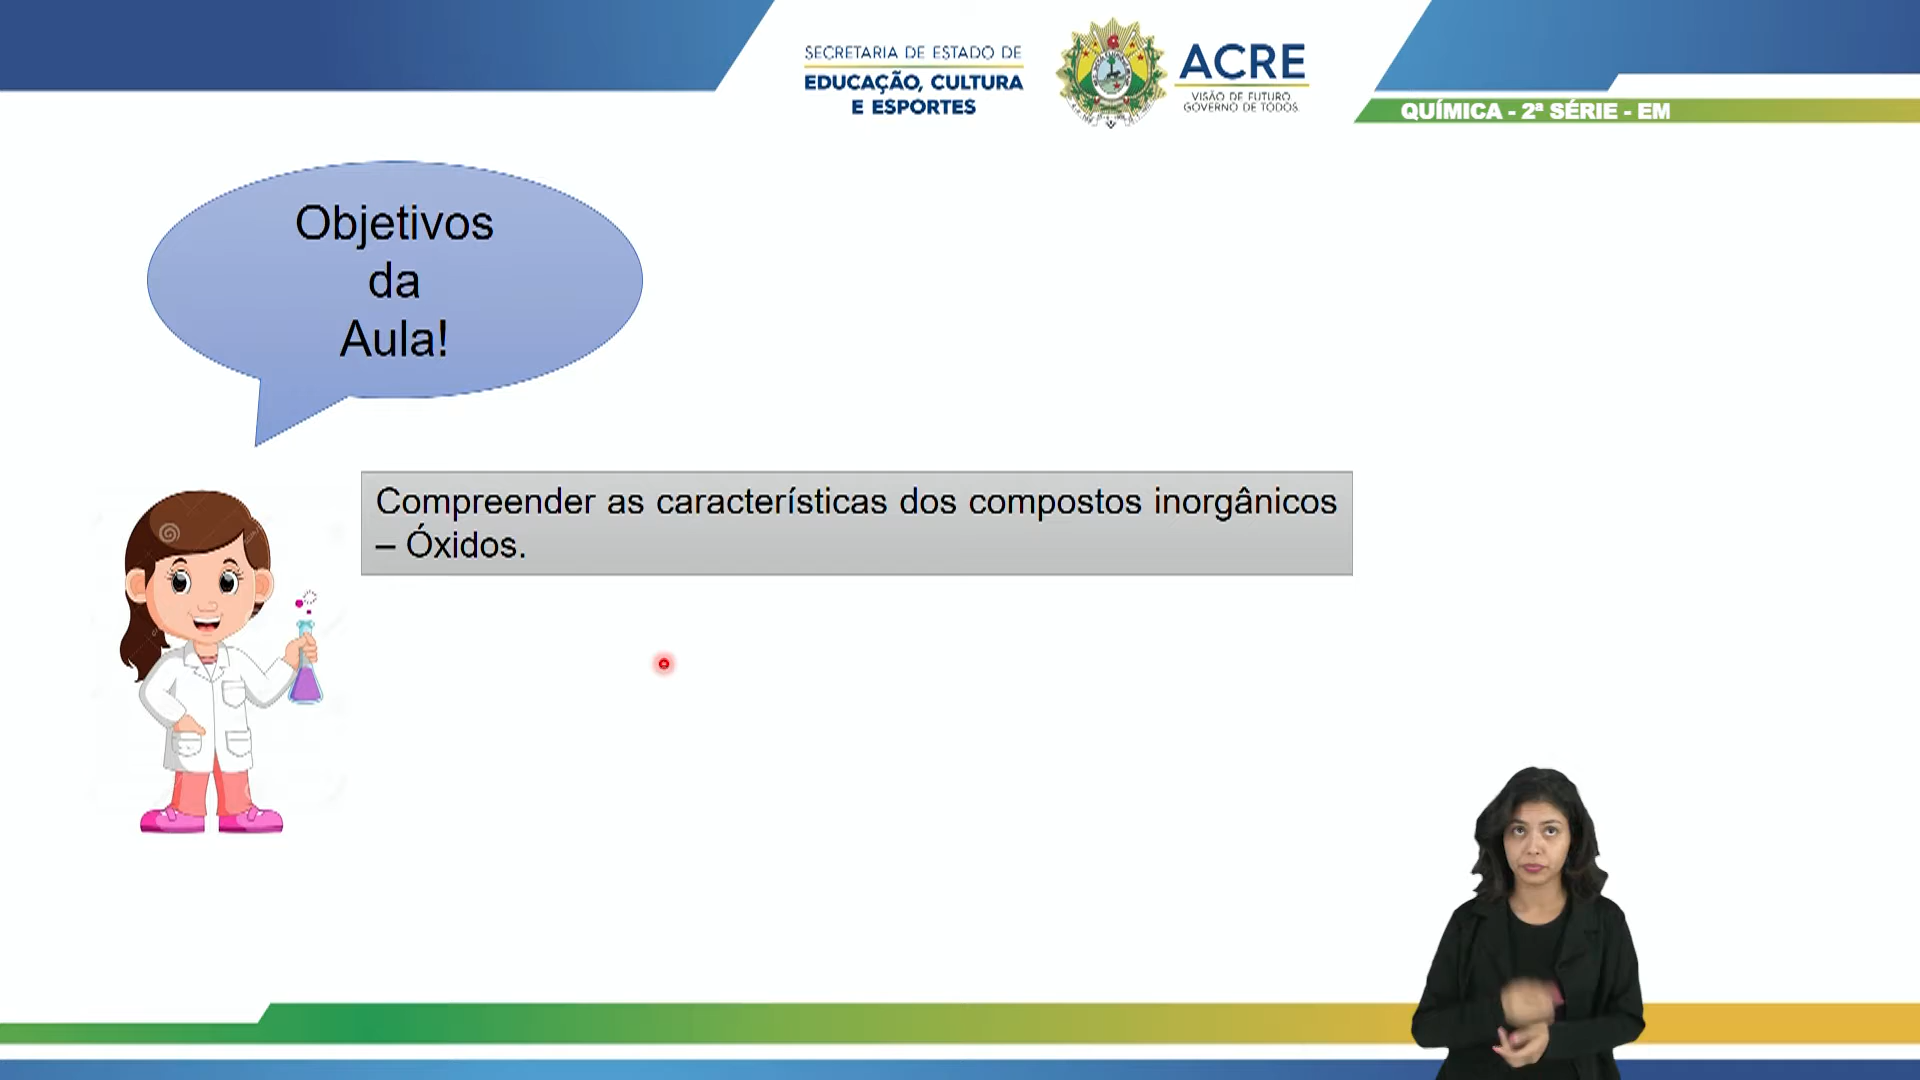 SECRETARIA DE ESTADO DE
EDUCAÇÃO, CULTURA
E ESPORTES
ACRE
VISÃO DE FUTURO.
GOVERNO DE TODOS.
QUÍMICA - 2ª SÉRIE - EM
Objetivos
da
Aula!
Compreender as características dos compostos inorgânicos
– Óxidos.